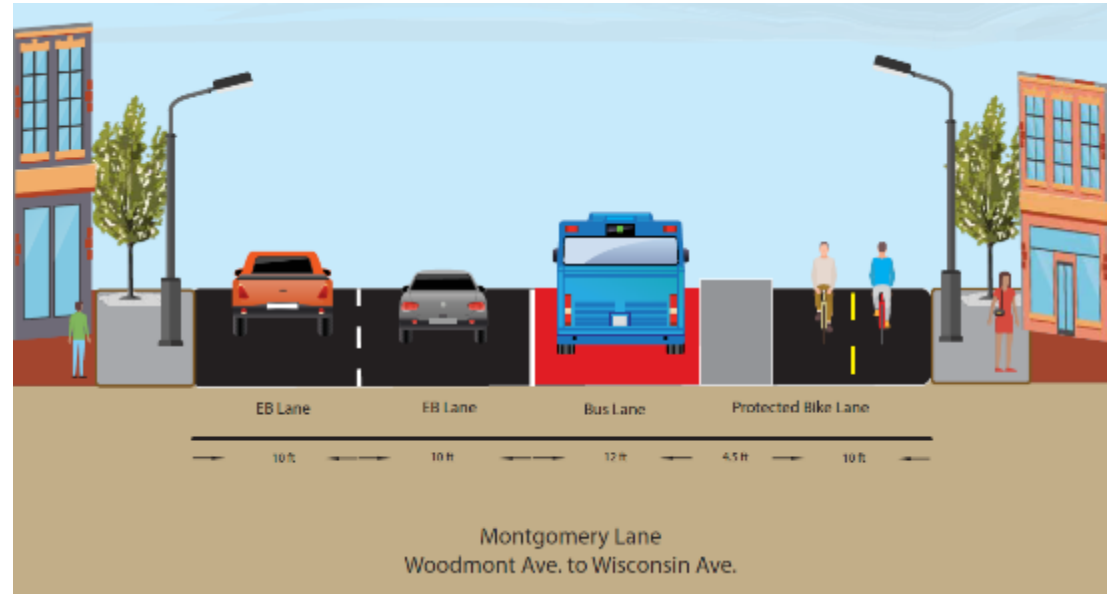 EB Lane
EB Lane
Bus Lane
Protected Bike Lane
10 ft
10 ft
12 ft
4.5 ft
10 ft
Montgomery Lane
Woodmont Ave. to Wisconsin Ave.